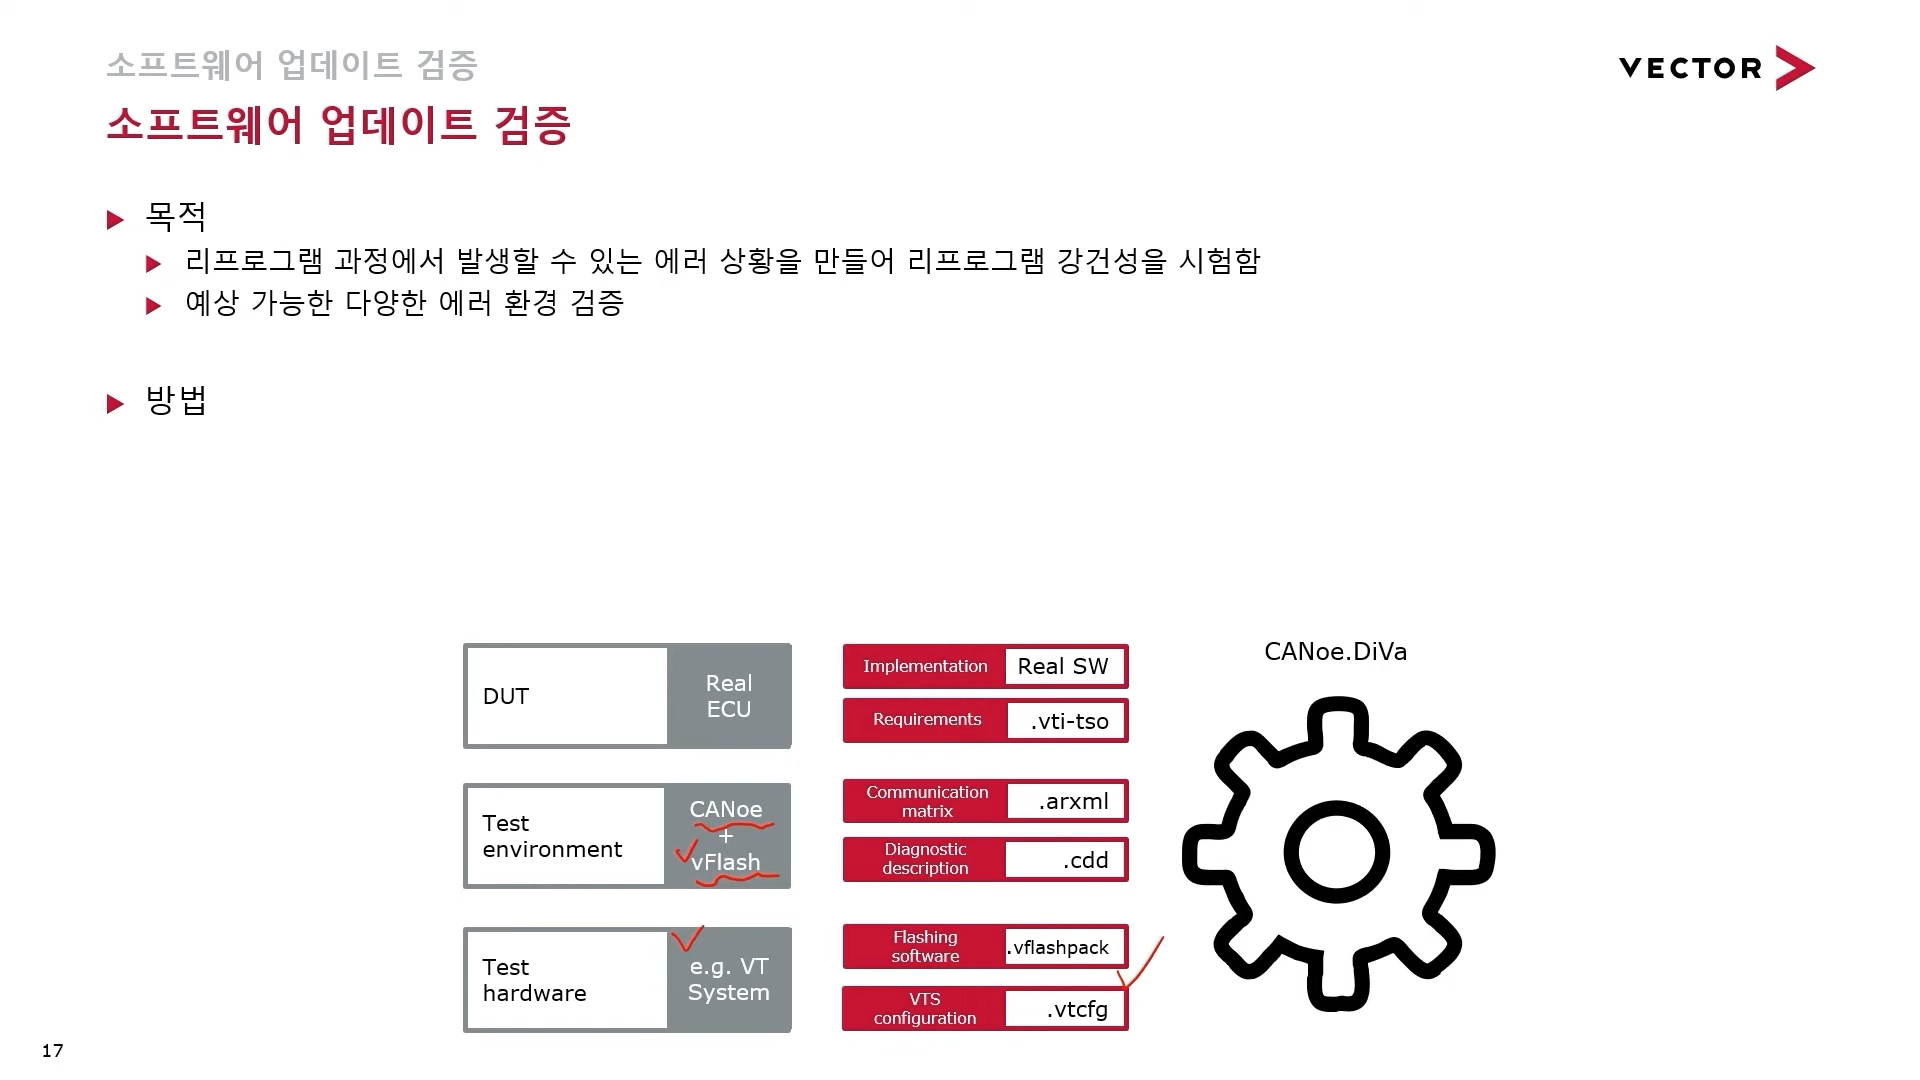 소프트웨어 업데이트 검증
VECTOR
소프트웨어 업데이트 검증
목적
리프로그램 과정에서 발생할 수 있는 에러 상황을 만들어 리프로그램 강건성을 시험함
예상 가능한 다양한 에러 환경 검증
방법
DUT
Real
ECU
Implementation
Real SW
Requirements
.vti-tso
CANoe.DiVa
Test
environment
CANoe
+
vFlash
Communication
matrix
.arxml
Diagnostic
description
.cdd
Test
hardware
e.g. VT
System
Flashing
software
.vflashpack
VTS
configuration
.vtcfg
17